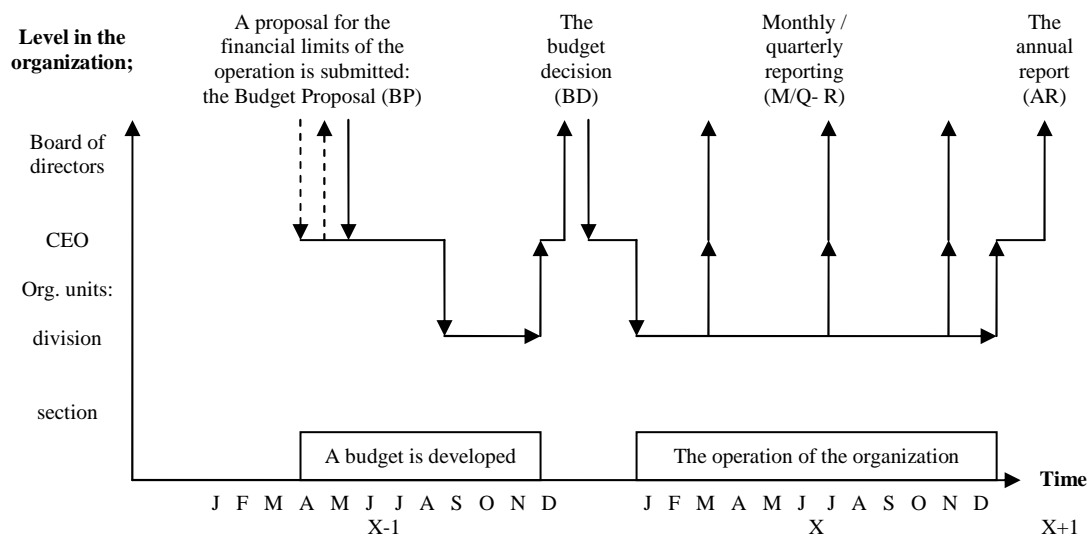 Level in the
organization;
A proposal for the
financial limits of the
operation is submitted:
the Budget Proposal (BP)
The
budget
decision
(BD)
Monthly /
quarterly
reporting
(M/Q- R)
The
annual
report
(AR)
Board of
directors
CEO
Org. units:
division
section
A budget is developed
The operation of the organization
Time
J F M A M J J A S O N D
J F M A M J J A S O N D
X-1
X
X+1